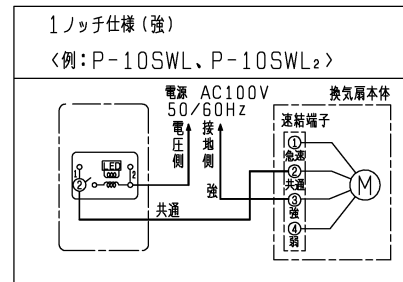 1ノッチ仕様(強)
〈例:P-10SWL、P-10SWL₂〉
電源 AC100V
50/60Hz
換気扇本体
電圧側
接地側
速結端子
LED
1
2
②
①
急速
②
共通
③
強
④
弱
M
強
共通